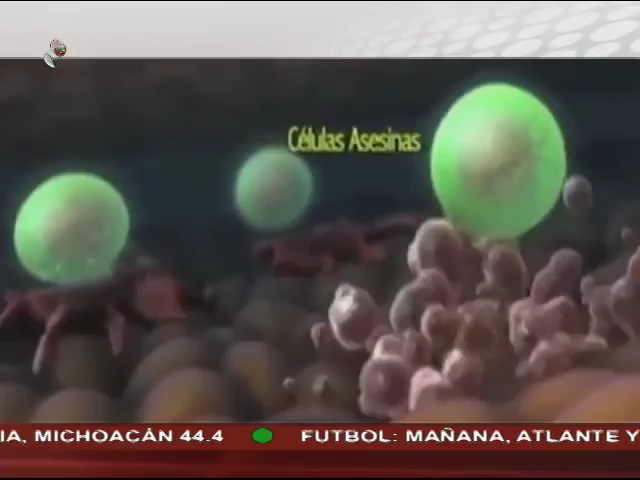 Células Asesinas
IA, MICHOACÁN 44.4 FUTBOL: MAÑANA, ATLANTE Y